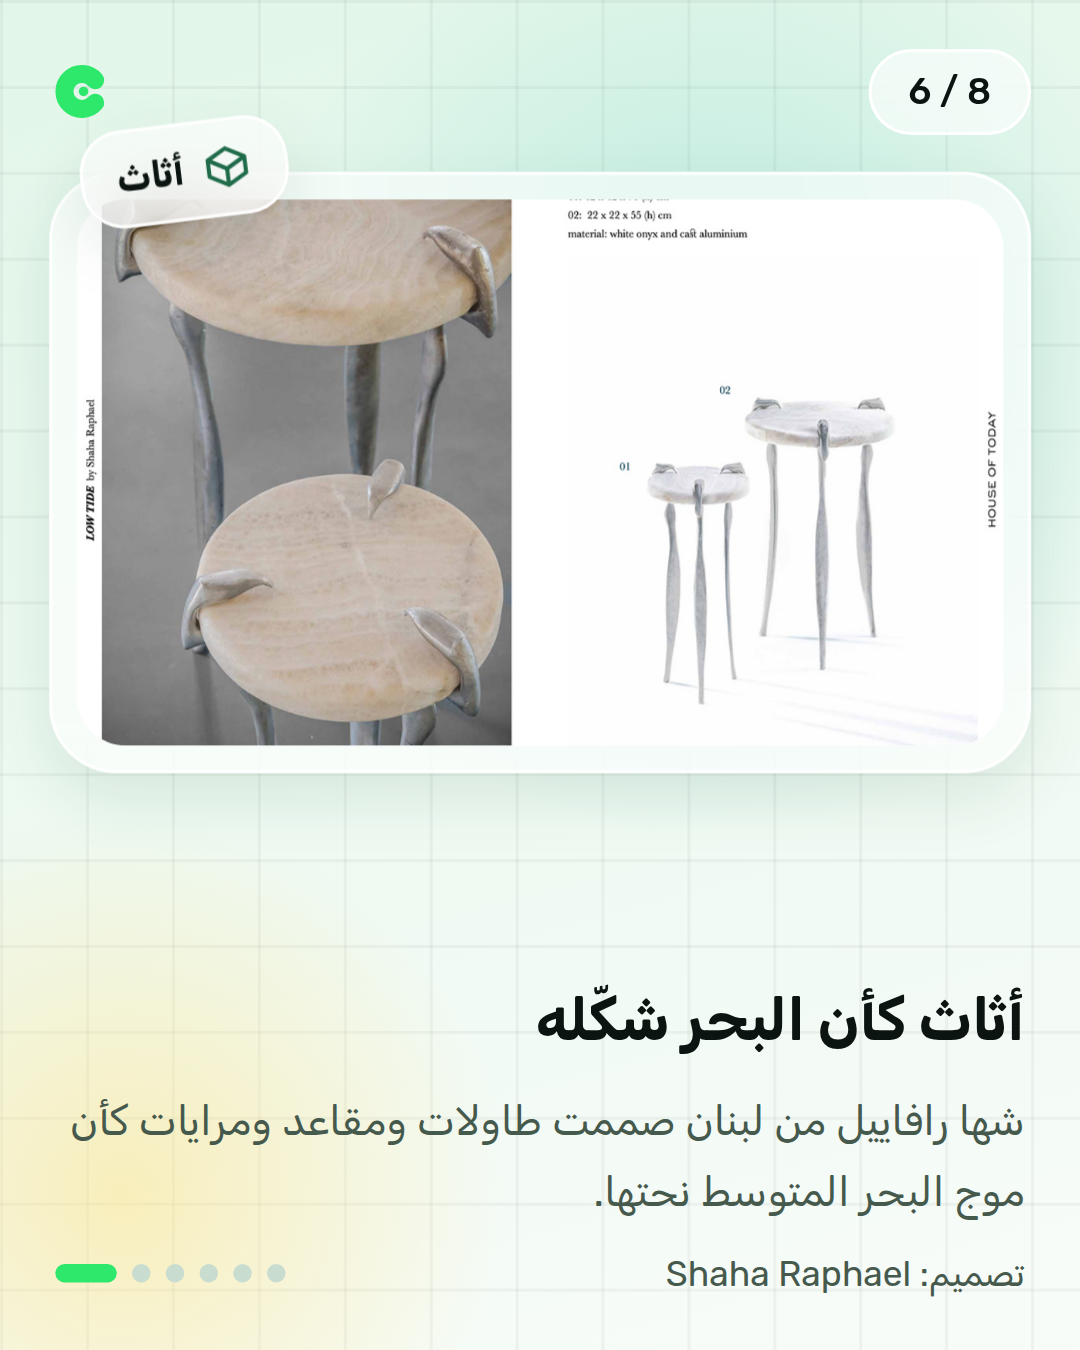 6 / 8
أثاث
02: 22 x 22 x 55 (h) cm
material: white onyx and cast aluminium
LOW TIDE by Shaha Raphael
02
01
HOUSE OF TODAY
أثاث كأن البحر شكّله
شها رافاييل من لبنان صممت طاولات ومقاعد ومرايات كأن
موج البحر المتوسط نحتها.
تصميم: Shaha Raphael